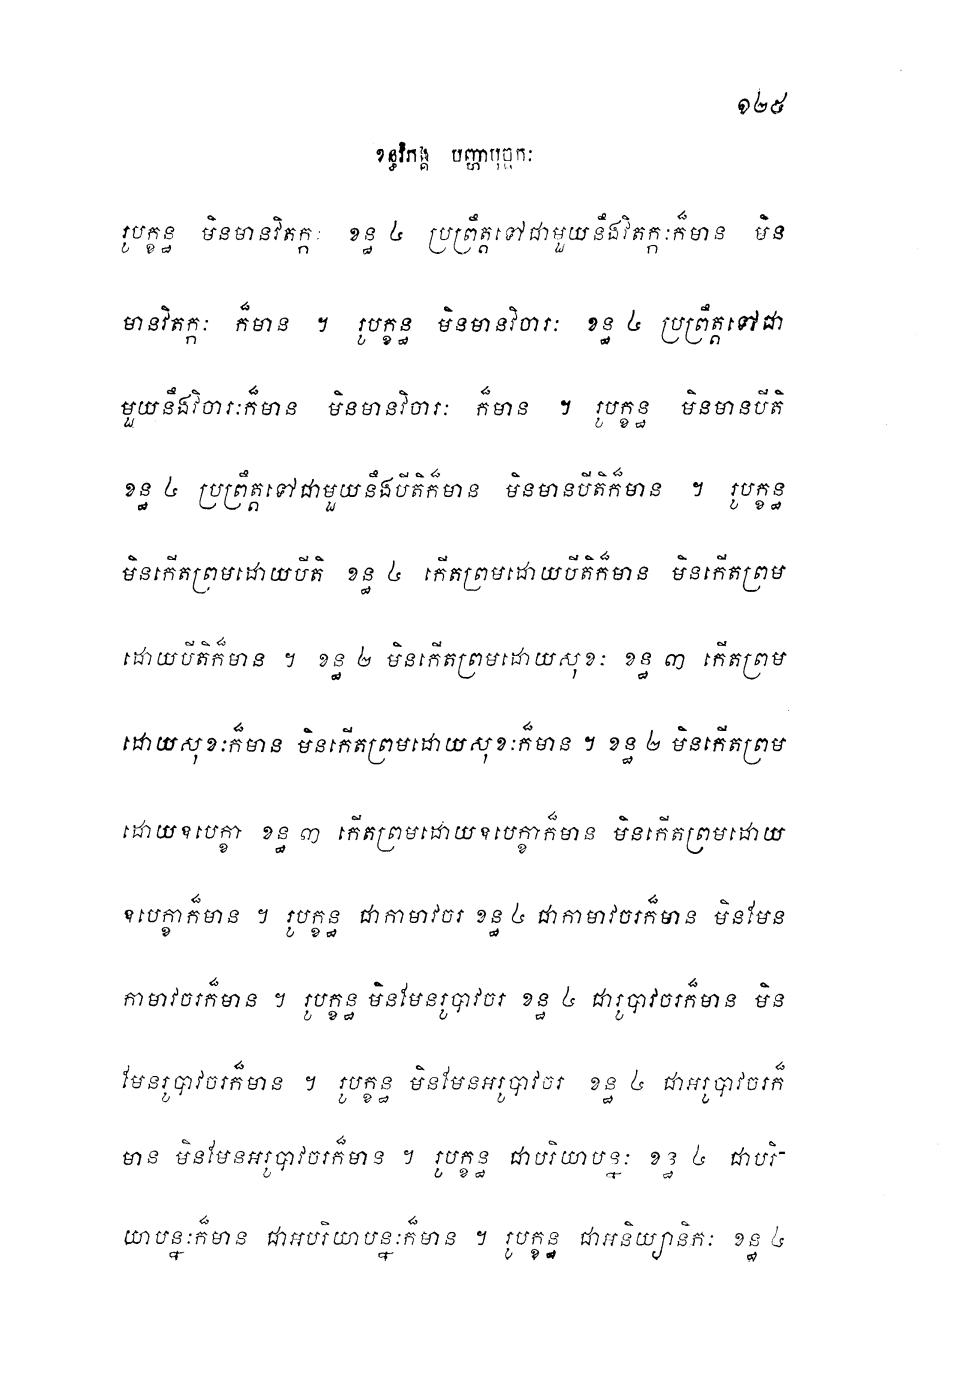 ១២៥
ខន្ធវិភង្គ បញ្ហាបុច្ឆកៈ
រូបក្ខន្ធ មិនមានវិតក្កៈ ខន្ធ ៤ ប្រព្រឹត្តទៅជាមួយនឹងវិតក្កៈក៏មាន មិន
មានវិតក្កៈ ក៏មាន ។ រូបក្ខន្ធ មិនមានវិចារៈ ខន្ធ ៤ ប្រព្រឹត្តទៅជា
មួយនឹងវិចារៈក៏មាន មិនមានវិចារៈ ក៏មាន ។ រូបក្ខន្ធ មិនមានបីតិ
ខន្ធ ៤ ប្រព្រឹត្តទៅជាមួយនឹងបីតិក៏មាន មិនមានបីតិក៏មាន ។ រូបក្ខន្ធ
មិនកើតព្រមដោយបីតិ ខន្ធ ៤ កើតព្រមដោយបីតិក៏មាន មិនកើតព្រម
ដោយបីតិក៏មាន ។ ខន្ធ ២ មិនកើតព្រមដោយសុខៈ ខន្ធ ៣ កើតព្រម
ដោយសុខៈក៏មាន មិនកើតព្រមដោយសុខៈក៏មាន ។ ខន្ធ ២ មិនកើតព្រម
ដោយឧបេក្ខា ខន្ធ ៣ កើតព្រមដោយឧបេក្ខាក៏មាន មិនកើតព្រមដោយ
ឧបេក្ខាក៏មាន ។ រូបក្ខន្ធ ជាកាមាវចរ ខន្ធ ៤ ជាកាមាវចរក៏មាន មិនមែន
កាមាវចរក៏មាន ។ រូបក្ខន្ធ មិនមែនរូបាវចរ ខន្ធ ៤ ជារូបាវចរក៏មាន មិន
មែនរូបាវចរក៏មាន ។ រូបក្ខន្ធ មិនមែនអរូបាវចរ ខន្ធ ៤ ជាអរូបាវចរក៏
មាន មិនមែនអរូបាវចរក៏មាន ។ រូបក្ខន្ធ ជាបរិយាបន្នៈ ខន្ធ ៤ ជាបរិ-
យាបន្នៈក៏មាន ជាអបរិយាបន្នៈក៏មាន ។ រូបក្ខន្ធ ជាអនិយ្យានិកៈ ខន្ធ ៤